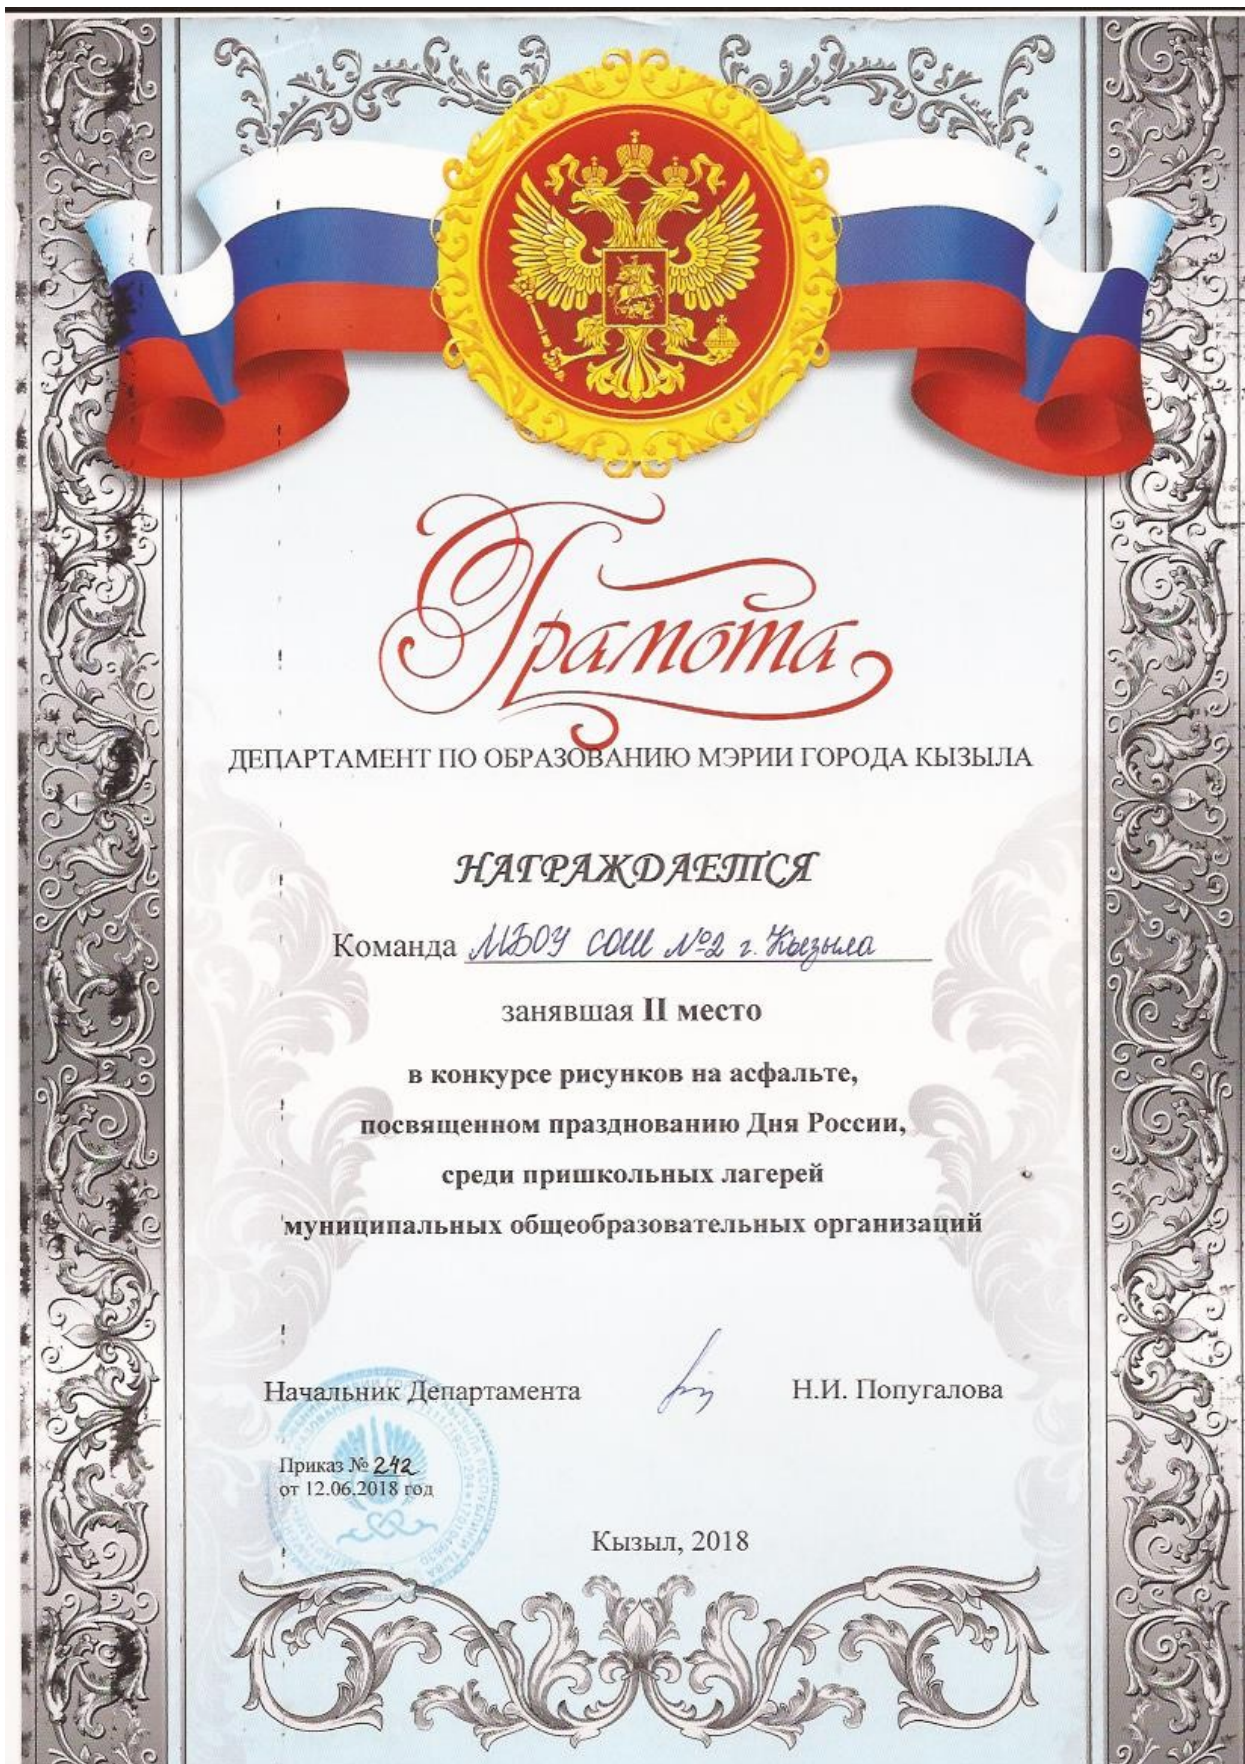 Грамота
ДЕПАРТАМЕНТ ПО ОБРАЗОВАНИЮ МЭРИИ ГОРОДА КЫЗЫЛА
НАГРАЖДАЕТСЯ
Команда МБОУ СОШ №2 г. Кызыла
занявшая II место
в конкурсе рисунков на асфальте,
посвященном празднованию Дня России,
среди пришкольных лагерей
муниципальных общеобразовательных организаций
Начальник Департамента Н.И. Попугалова
Приказ № 242
от 12.06.2018 год
Кызыл, 2018